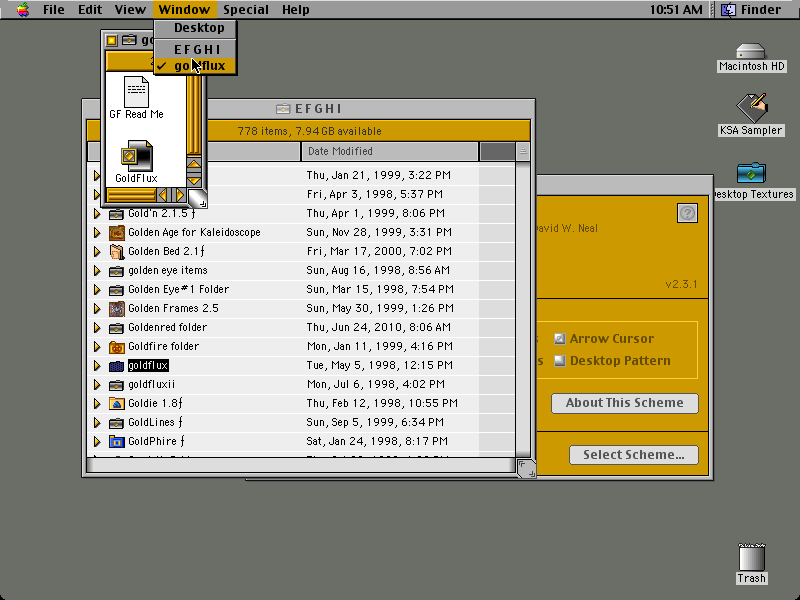 File Edit View Window Special Help 10:51 AM Finder
Desktop
E F G H I
✓ goldflux
GF Read Me
GoldFlux
E F G H I
778 items, 7.94 GB available
Date Modified
Thu, Jan 21, 1999, 3:22 PM
Fri, Apr 3, 1998, 5:37 PM
Gold'n 2.1.5 ƒ Thu, Apr 1, 1999, 8:06 PM
Golden Age for Kaleidoscope Sun, Nov 28, 1999, 3:31 PM
Golden Bed 2.1ƒ Fri, Mar 17, 2000, 7:02 PM
golden eye items Sun, Aug 16, 1998, 8:56 AM
Golden Eye#1 Folder Sun, Mar 15, 1998, 7:54 PM
Golden Frames 2.5 Sun, May 30, 1999, 1:26 PM
Goldenred folder Thu, Jun 24, 2010, 8:06 AM
Goldfire folder Mon, Jan 11, 1999, 4:16 PM
goldflux Tue, May 5, 1998, 12:15 PM
goldfluxii Mon, Jul 6, 1998, 4:02 PM
Goldie 1.8ƒ Thu, Feb 12, 1998, 10:55 PM
GoldLines ƒ Sun, Sep 5, 1999, 6:34 PM
GoldPhire ƒ Sat, Jan 24, 1998, 8:17 PM
David W. Neal
v2.3.1
Arrow Cursor
Desktop Pattern
About This Scheme
Select Scheme...
Macintosh HD
KSA Sampler
esktop Textures
Trash